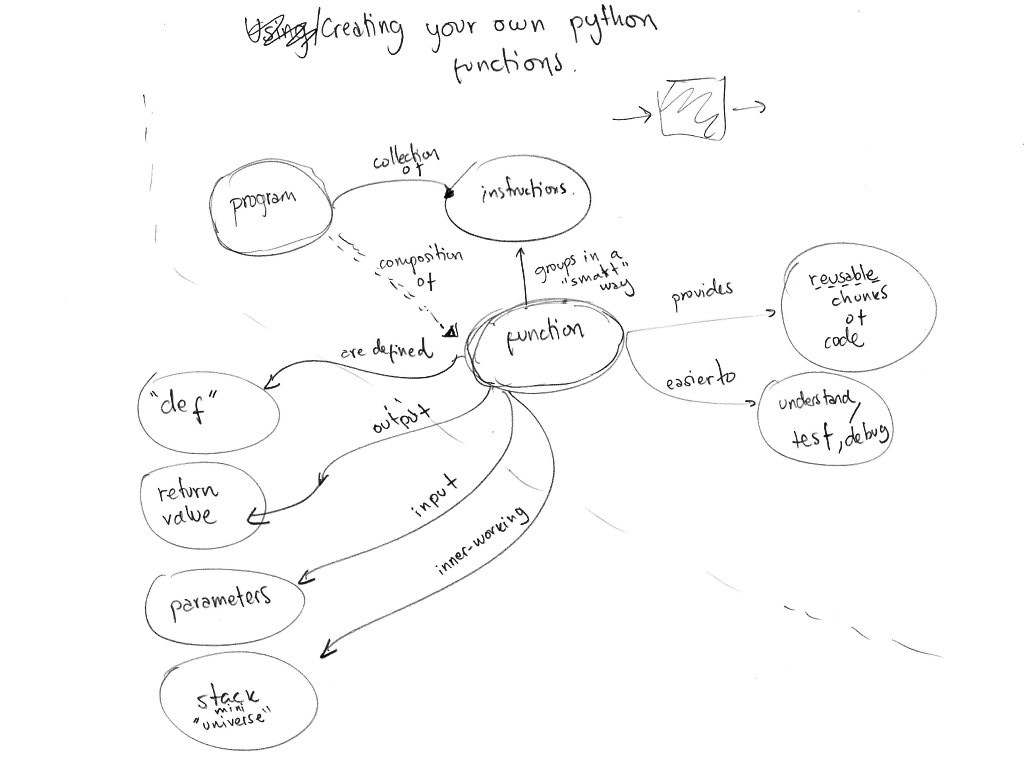 Using/Creating your own python
functions.
collection
of
program
instructions.
composition
of
groups in a
"smart"
way
function
provides
reusable
chunks
of
code
are defined
"def"
easier to
understand,
test, debug
output
return
value
input
parameters
inner-working
stack
mini
"universe"